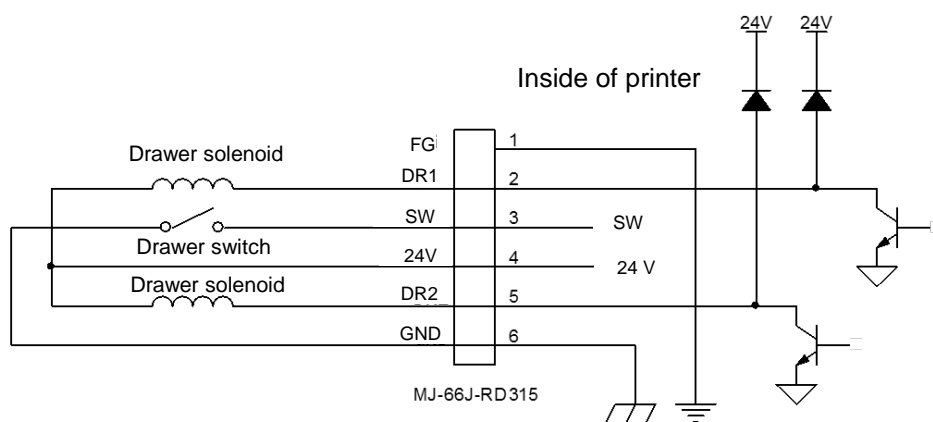 24V 24V
Inside of printer
FG 1
Drawer solenoid
DR1 2
SW 3 SW
Drawer switch
24V 4 24 V
Drawer solenoid
DR2 5
GND 6
MJ-66J-RD315